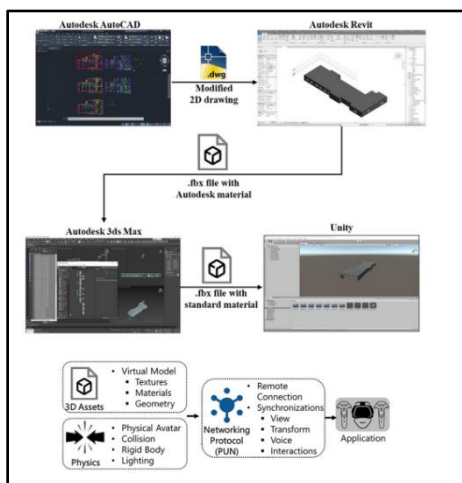 Autodesk AutoCAD
Autodesk Revit
.dwg
Modified
2D drawing
.fbx file with
Autodesk material
Autodesk 3ds Max
Unity
.fbx file with
standard material
3D Assets
• Virtual Model
▪ Textures
▪ Materials
▪ Geometry
Physics
• Physical Avatar
• Collision
• Rigid Body
• Lighting
Networking
Protocol
(PUN)
• Remote
Connection
• Synchronizations
▪ View
▪ Transform
▪ Voice
▪ Interactions
Application